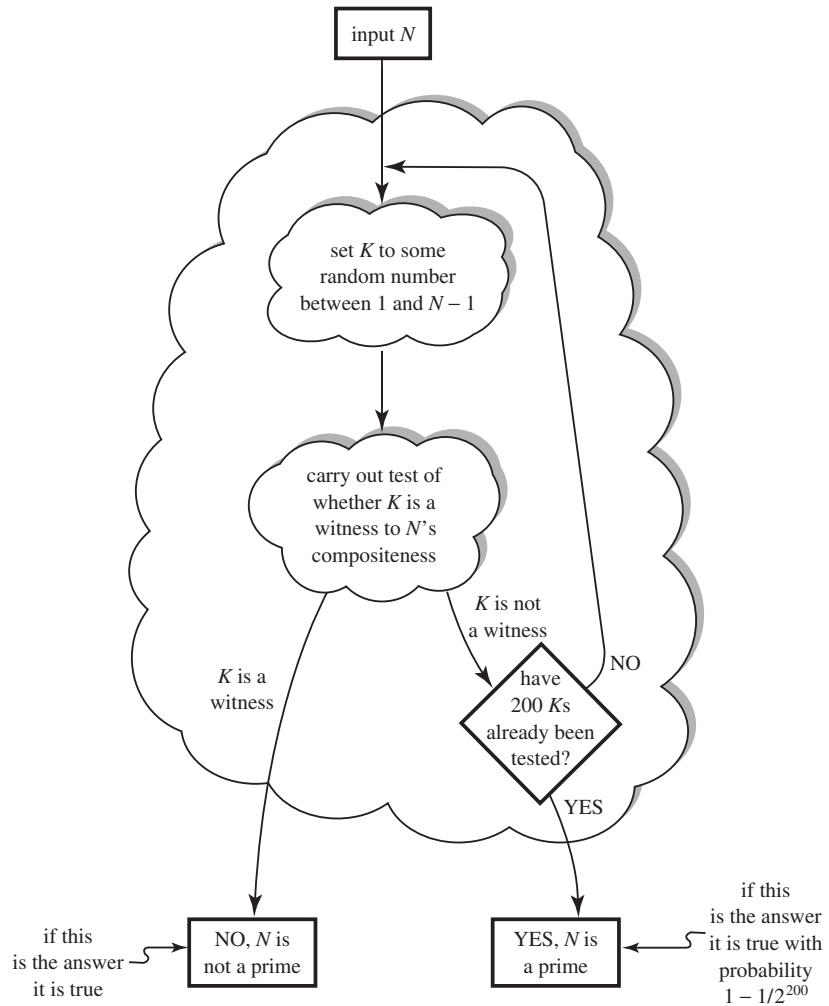 input N
set K to some
random number
between 1 and N – 1
carry out test of
whether K is a
witness to N's
compositeness
K is not
a witness
K is a
witness
NO
have
200 Ks
already been
tested?
YES
if this
is the answer
it is true
NO, N is
not a prime
YES, N is
a prime
if this
is the answer
it is true with
probability
1 – 1/2²⁰⁰